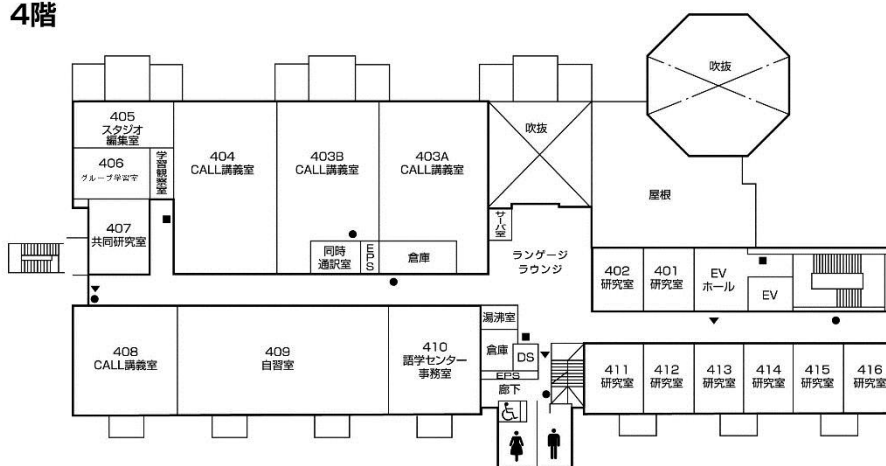 4階
吹抜
405
スタジオ
編集室
406
グループ学習室
学習観察室
404
CALL講義室
403B
CALL講義室
403A
CALL講義室
吹抜
屋根
407
共同研究室
同時
通訳室
EPS
倉庫
サーバ室
ランゲージ
ラウンジ
402
研究室
401
研究室
EV
ホール
EV
408
CALL講義室
409
自習室
410
語学センター
事務室
湯沸室
倉庫
DS
EPS
廊下
411
研究室
412
研究室
413
研究室
414
研究室
415
研究室
416
研究室